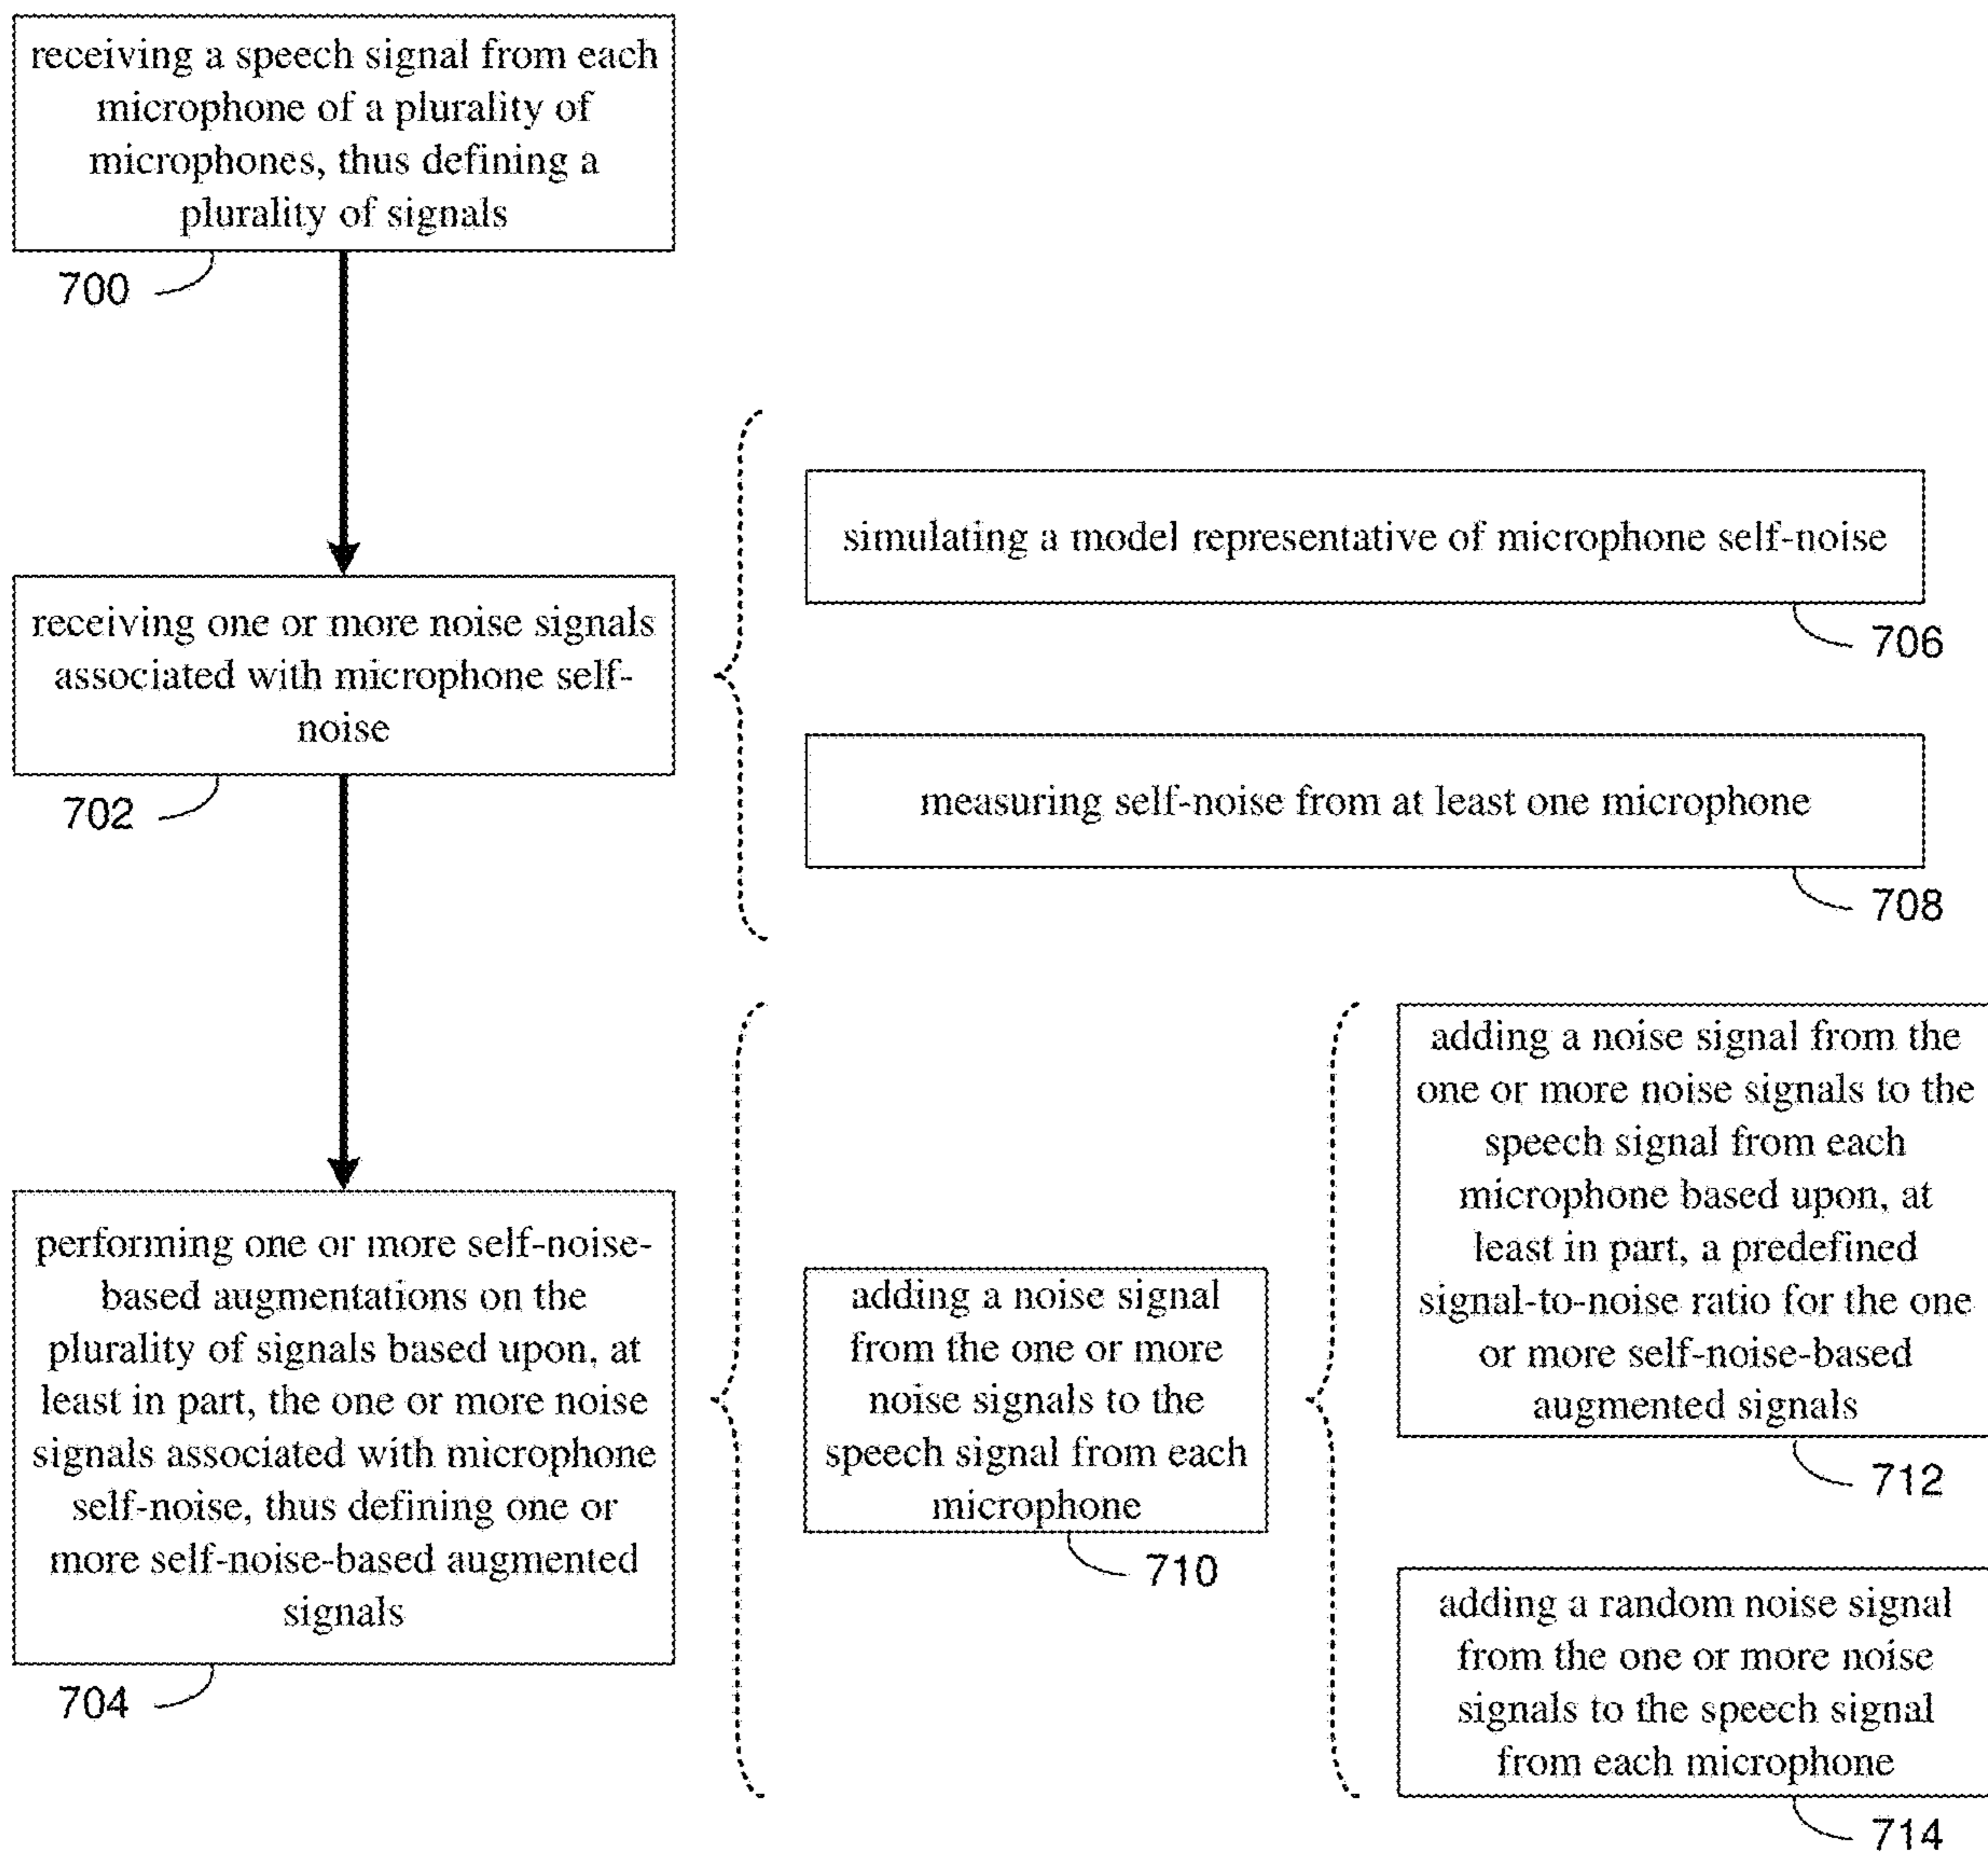 receiving a speech signal from each
microphone of a plurality of
microphones, thus defining a
plurality of signals
700
receiving one or more noise signals
associated with microphone self-
noise
702
simulating a model representative of microphone self-noise
706
measuring self-noise from at least one microphone
708
performing one or more self-noise-
based augmentations on the
plurality of signals based upon, at
least in part, the one or more noise
signals associated with microphone
self-noise, thus defining one or
more self-noise-based augmented
signals
704
adding a noise signal
from the one or more
noise signals to the
speech signal from each
microphone
710
adding a noise signal from the
one or more noise signals to the
speech signal from each
microphone based upon, at
least in part, a predefined
signal-to-noise ratio for the one
or more self-noise-based
augmented signals
712
adding a random noise signal
from the one or more noise
signals to the speech signal
from each microphone
714